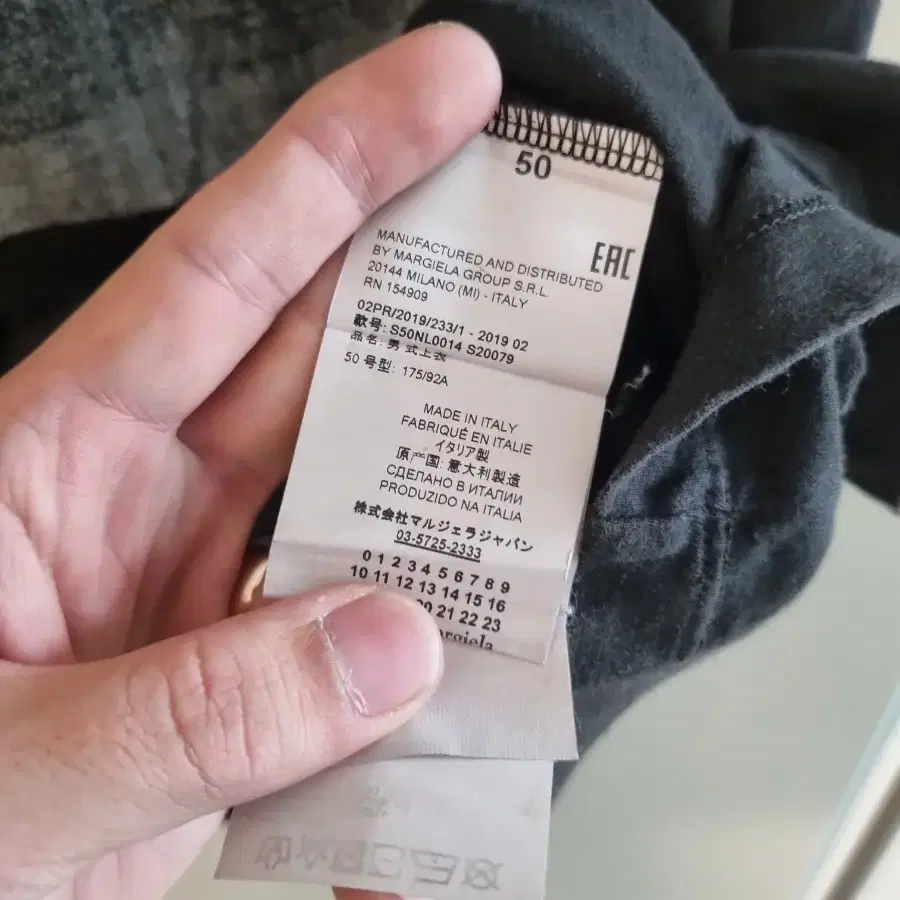 50
EAC
MANUFACTURED AND DISTRIBUTED
BY MARGIELA GROUP S.R.L.
20144 MILANO (MI) - ITALY
RN 154909
02PR/2019/233/1 - 2019 02
款号: S50NL0014 S20079
品名: 男式上衣
50 号型: 175/92A
MADE IN ITALY
FABRIQUÉ EN ITALIE
イタリア製
原产国: 意大利製造
СДЕЛАНО В ИТАЛИИ
PRODUZIDO NA ITALIA
株式会社マルジェラジャパン
03-5725-2333
0 1 2 3 4 5 6 7 8 9
10 11 12 13 14 15 16
20 21 22 23